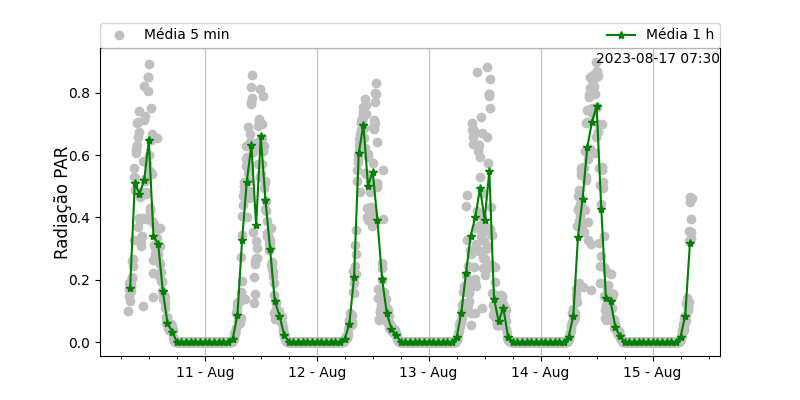 Média 5 min
Média 1 h
2023-08-17 07:30
Radiação PAR
0.8
0.6
0.4
0.2
0.0
11 - Aug
12 - Aug
13 - Aug
14 - Aug
15 - Aug